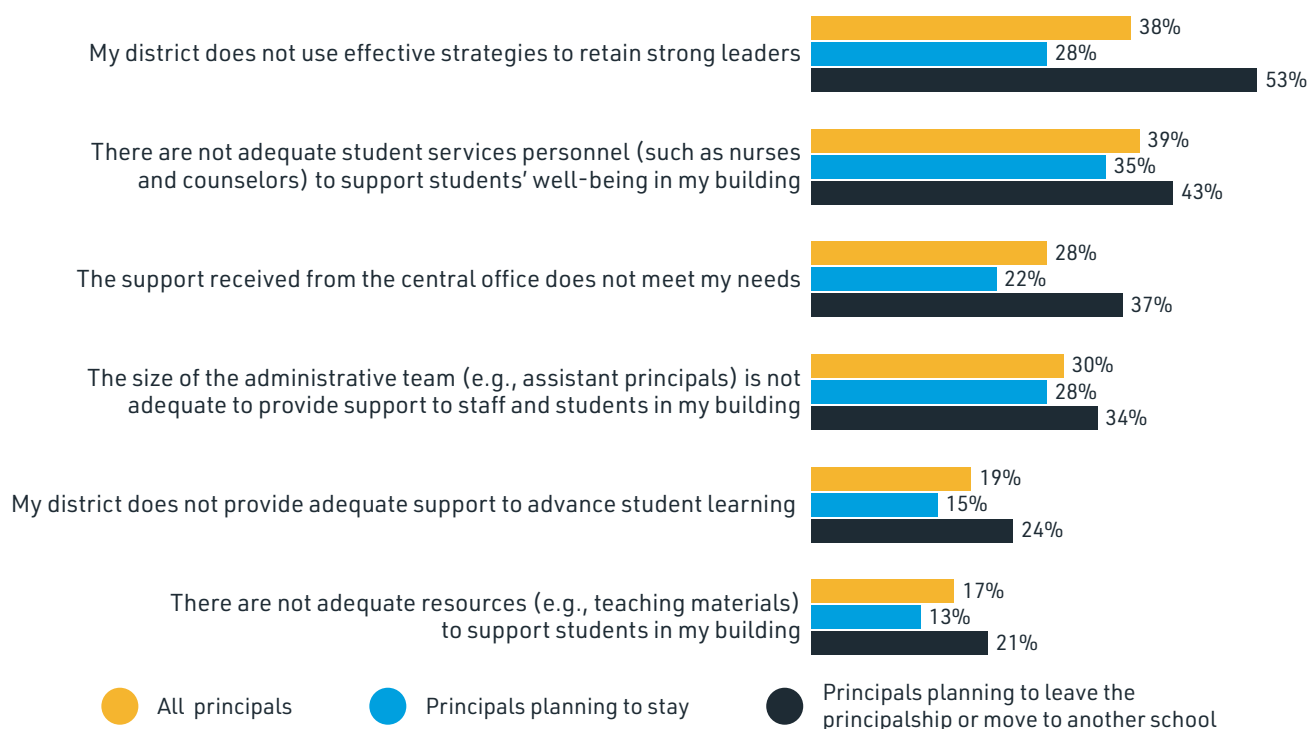 38%
My district does not use effective strategies to retain strong leaders
28%
53%
39%
There are not adequate student services personnel (such as nurses
and counselors) to support students' well-being in my building
35%
43%
28%
The support received from the central office does not meet my needs
22%
37%
30%
The size of the administrative team (e.g., assistant principals) is not
adequate to provide support to staff and students in my building
28%
34%
19%
My district does not provide adequate support to advance student learning
15%
24%
17%
There are not adequate resources (e.g., teaching materials)
to support students in my building
13%
21%
All principals
Principals planning to stay
Principals planning to leave the
principalship or move to another school